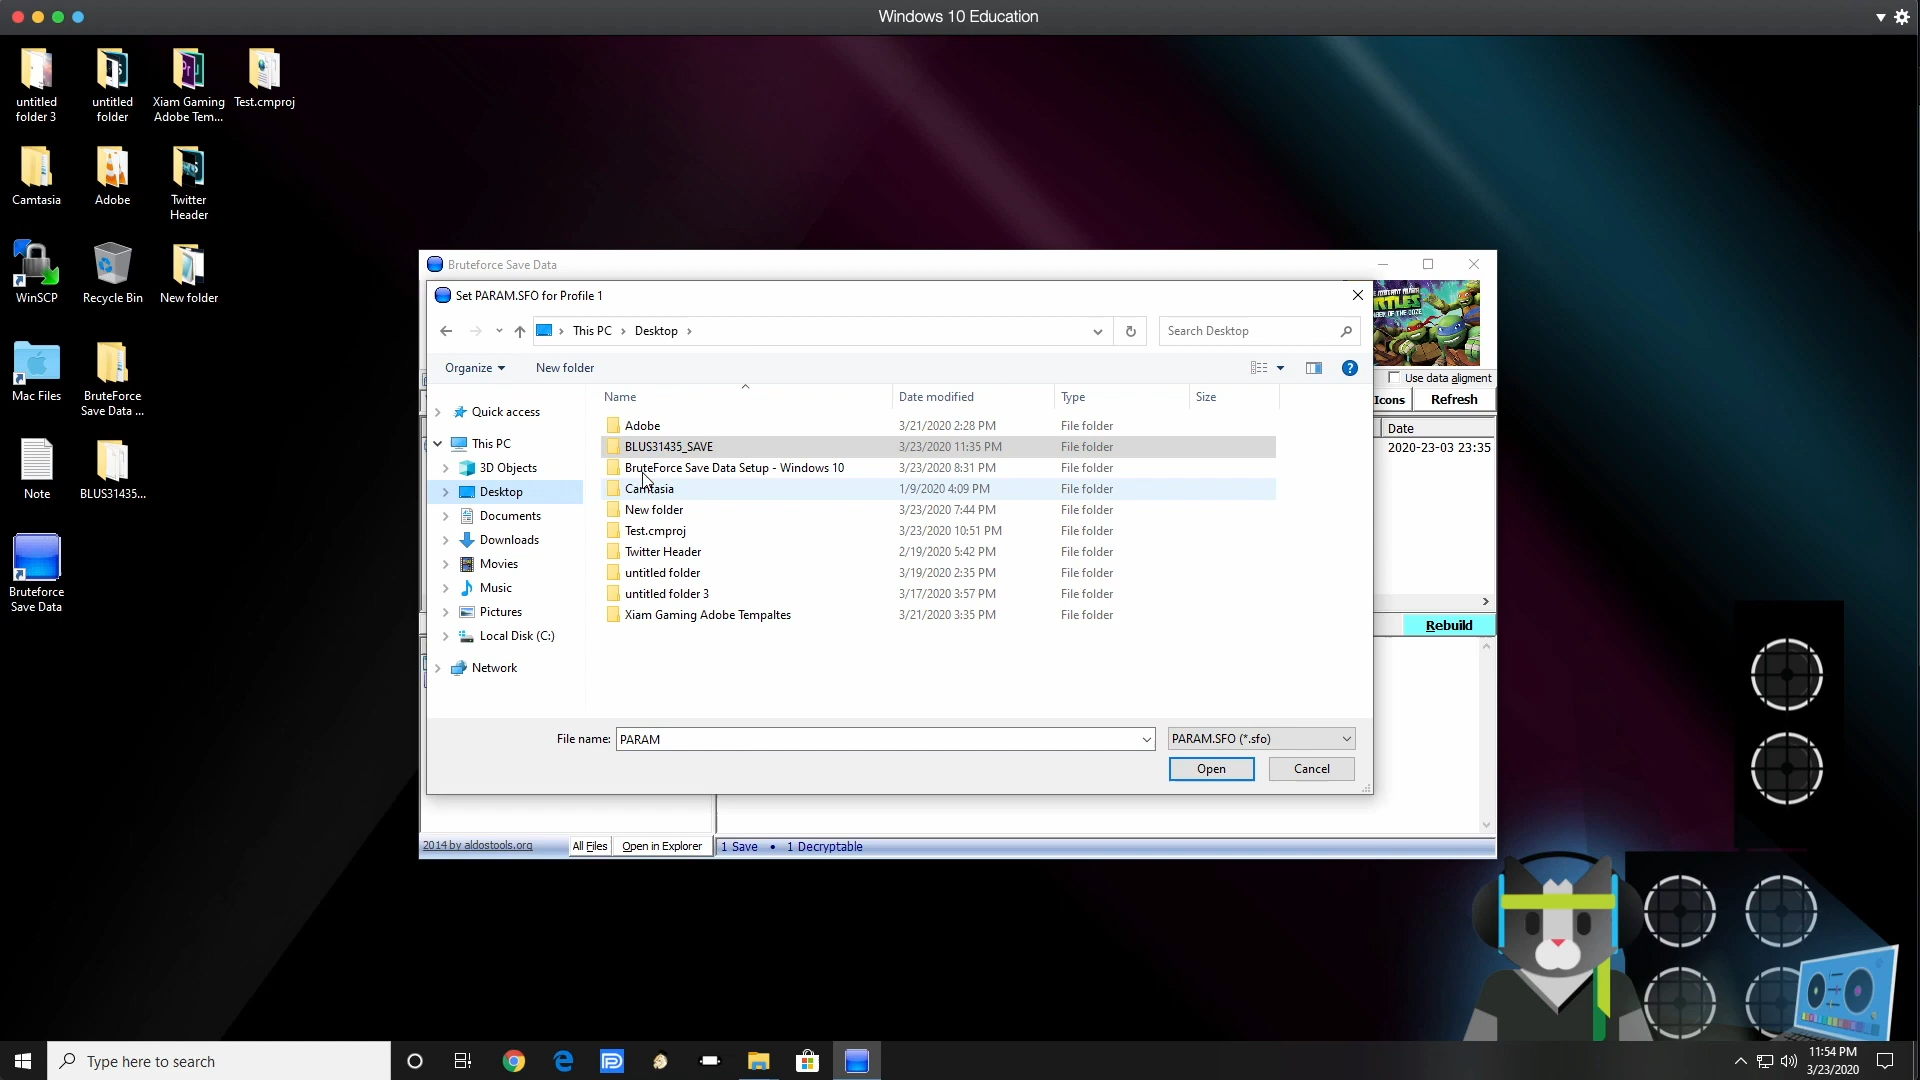 Windows 10 Education
untitled folder 3
untitled folder
Xiam Gaming Adobe Tem...
Test.cmproj
Camtasia
Adobe
Twitter Header
WinSCP
Recycle Bin
New folder
Mac Files
BruteForce Save Data ...
Note
BLUS31435...
Bruteforce Save Data
Bruteforce Save Data
Set PARAM.SFO for Profile 1
This PC
Desktop
Search Desktop
Organize
New folder
Name
Date modified
Type
Size
Quick access
This PC
3D Objects
Desktop
Documents
Downloads
Movies
Music
Pictures
Local Disk (C:)
Network
Adobe 3/21/2020 2:28 PM File folder
BLUS31435_SAVE 3/23/2020 11:35 PM File folder
BruteForce Save Data Setup - Windows 10 3/23/2020 8:31 PM File folder
Camtasia 1/9/2020 4:09 PM File folder
New folder 3/23/2020 7:44 PM File folder
Test.cmproj 3/23/2020 10:51 PM File folder
Twitter Header 2/19/2020 5:42 PM File folder
untitled folder 3/19/2020 2:35 PM File folder
untitled folder 3 3/17/2020 3:57 PM File folder
Xiam Gaming Adobe Tempaltes 3/21/2020 3:35 PM File folder
File name: PARAM
PARAM.SFO (*.sfo)
Open
Cancel
Use data aligment
Icons
Refresh
Date
2020-23-03 23:35
Rebuild
2014 by aldostools.org
All Files
Open in Explorer
1 Save • 1 Decryptable
Type here to search
11:54 PM
3/23/2020